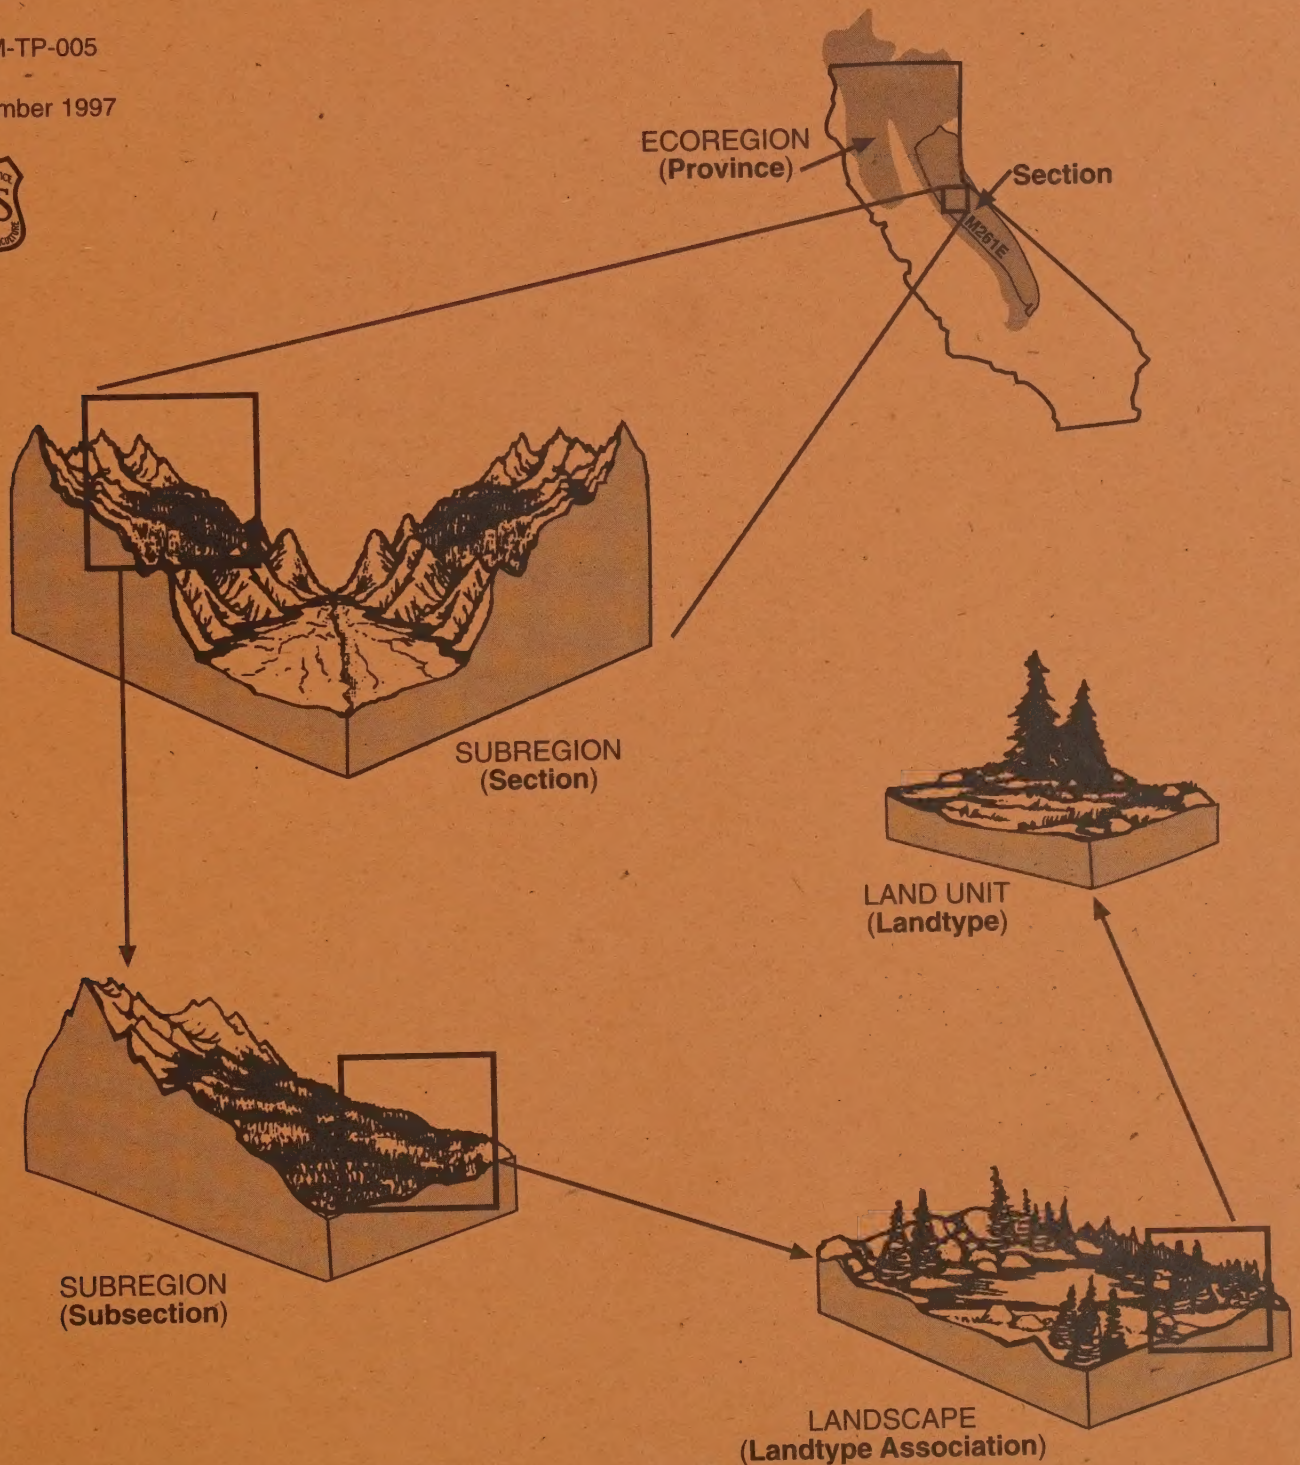 M-TP-005
mber 1997
ECOREGION
(Province)
Section
M261E
SUBREGION
(Section)
LAND UNIT
(Landtype)
SUBREGION
(Subsection)
LANDSCAPE
(Landtype Association)